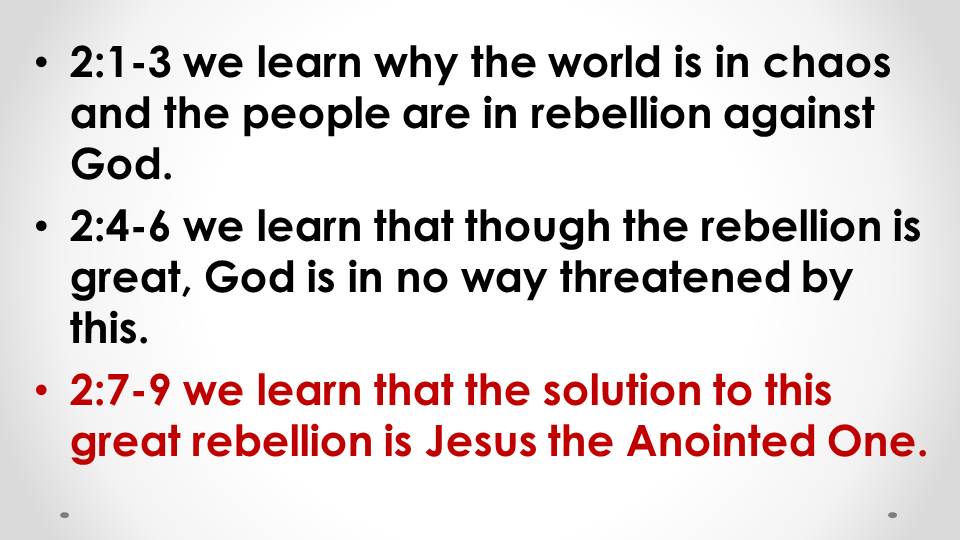 • 2:1-3 we learn why the world is in chaos
and the people are in rebellion against
God.
• 2:4-6 we learn that though the rebellion is
great, God is in no way threatened by
this.
• 2:7-9 we learn that the solution to this
great rebellion is Jesus the Anointed One.